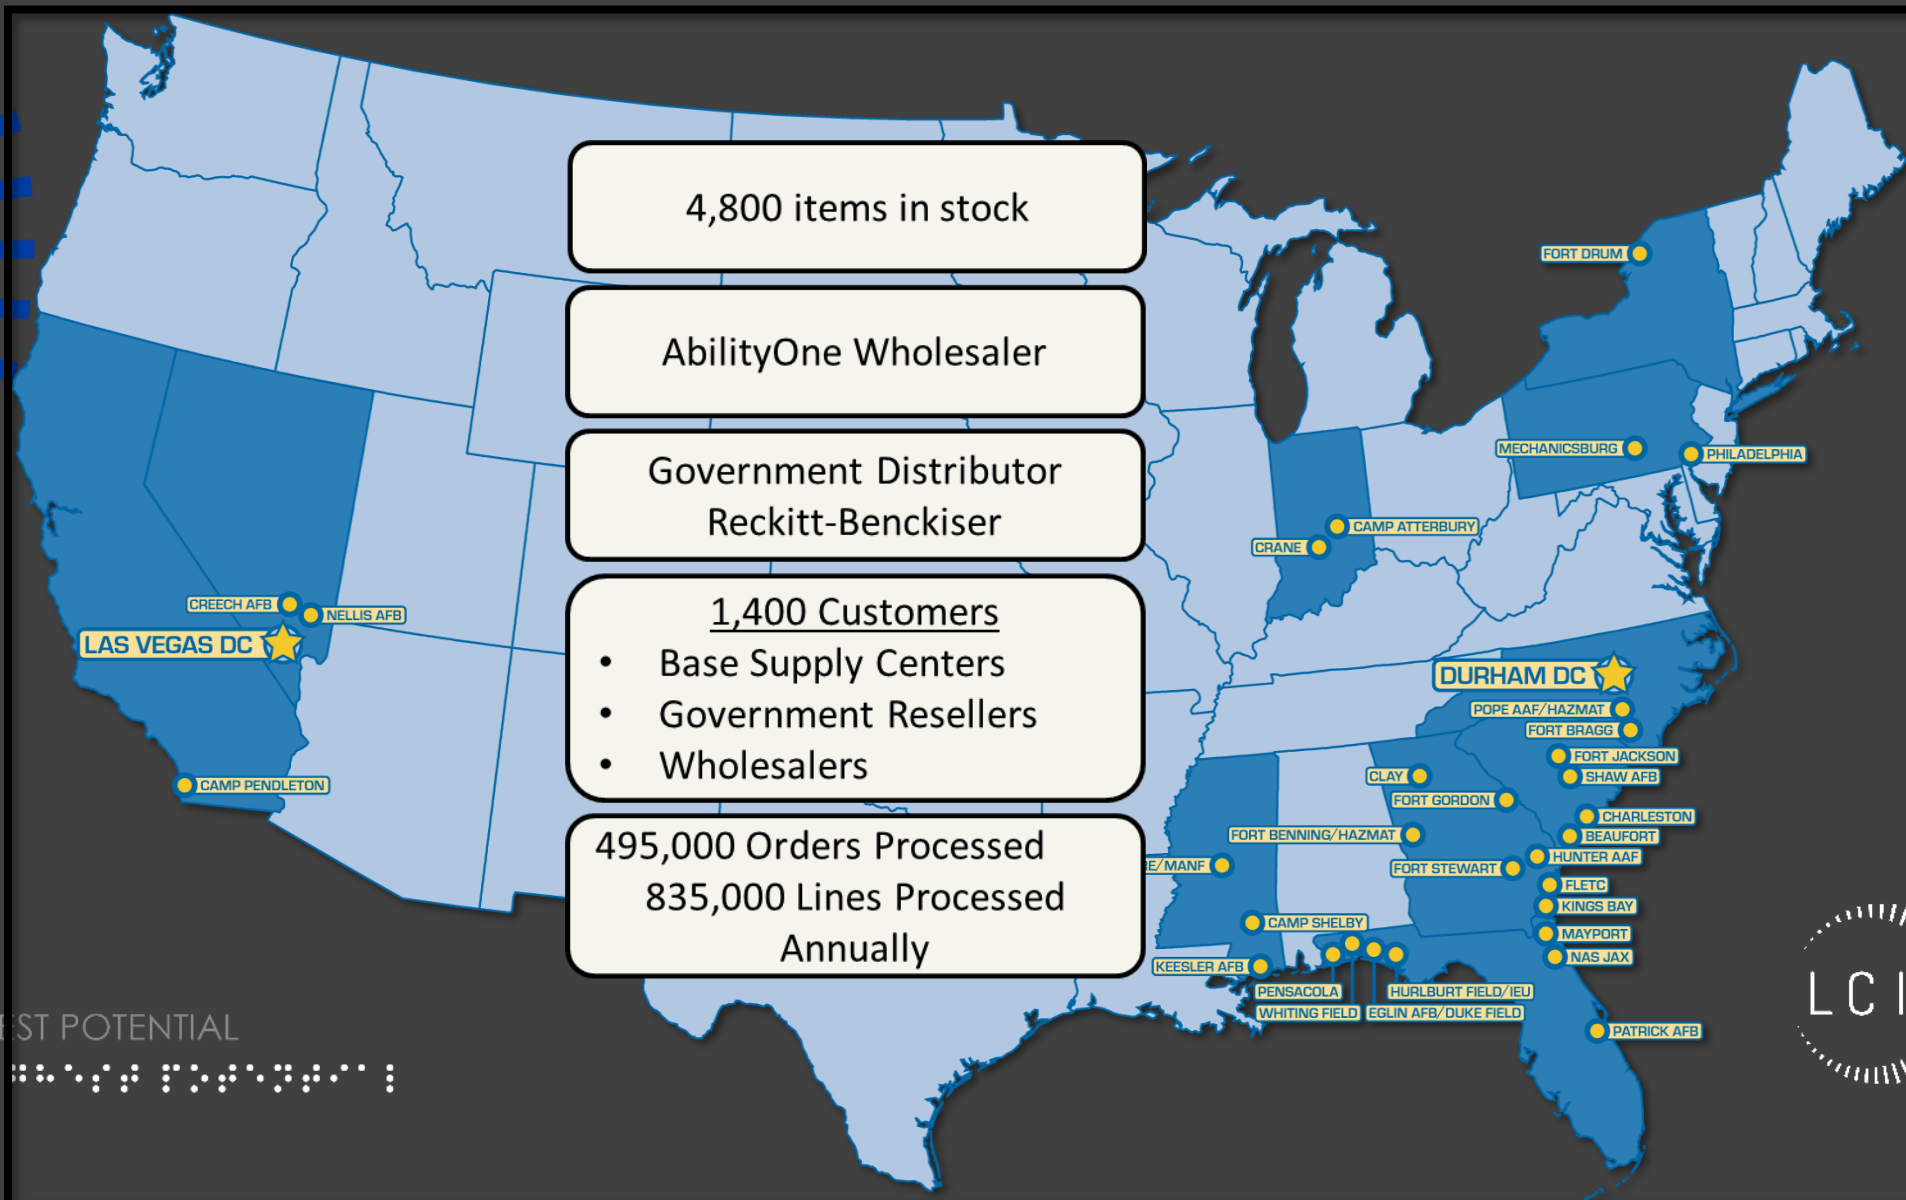 4,800 items in stock
AbilityOne Wholesaler
Government Distributor
Reckitt-Benckiser
1,400 Customers
• Base Supply Centers
• Government Resellers
• Wholesalers
495,000 Orders Processed
835,000 Lines Processed
Annually
FORT DRUM
MECHANICSBURG
PHILADELPHIA
CAMP ATTERBURY
CRANE
CREECH AFB
NELLIS AFB
LAS VEGAS DC
CAMP PENDLETON
DURHAM DC
POPE AAF/HAZMAT
FORT BRAGG
FORT JACKSON
SHAW AFB
CLAY
FORT GORDON
CHARLESTON
FORT BENNING/HAZMAT
BEAUFORT
HUNTER AAF
RE/MANF
FORT STEWART
FLETC
KINGS BAY
CAMP SHELBY
MAYPORT
NAS JAX
KEESLER AFB
PENSACOLA
HURLBURT FIELD/IEU
WHITING FIELD
EGLIN AFB/DUKE FIELD
PATRICK AFB
EST POTENTIAL
LCI